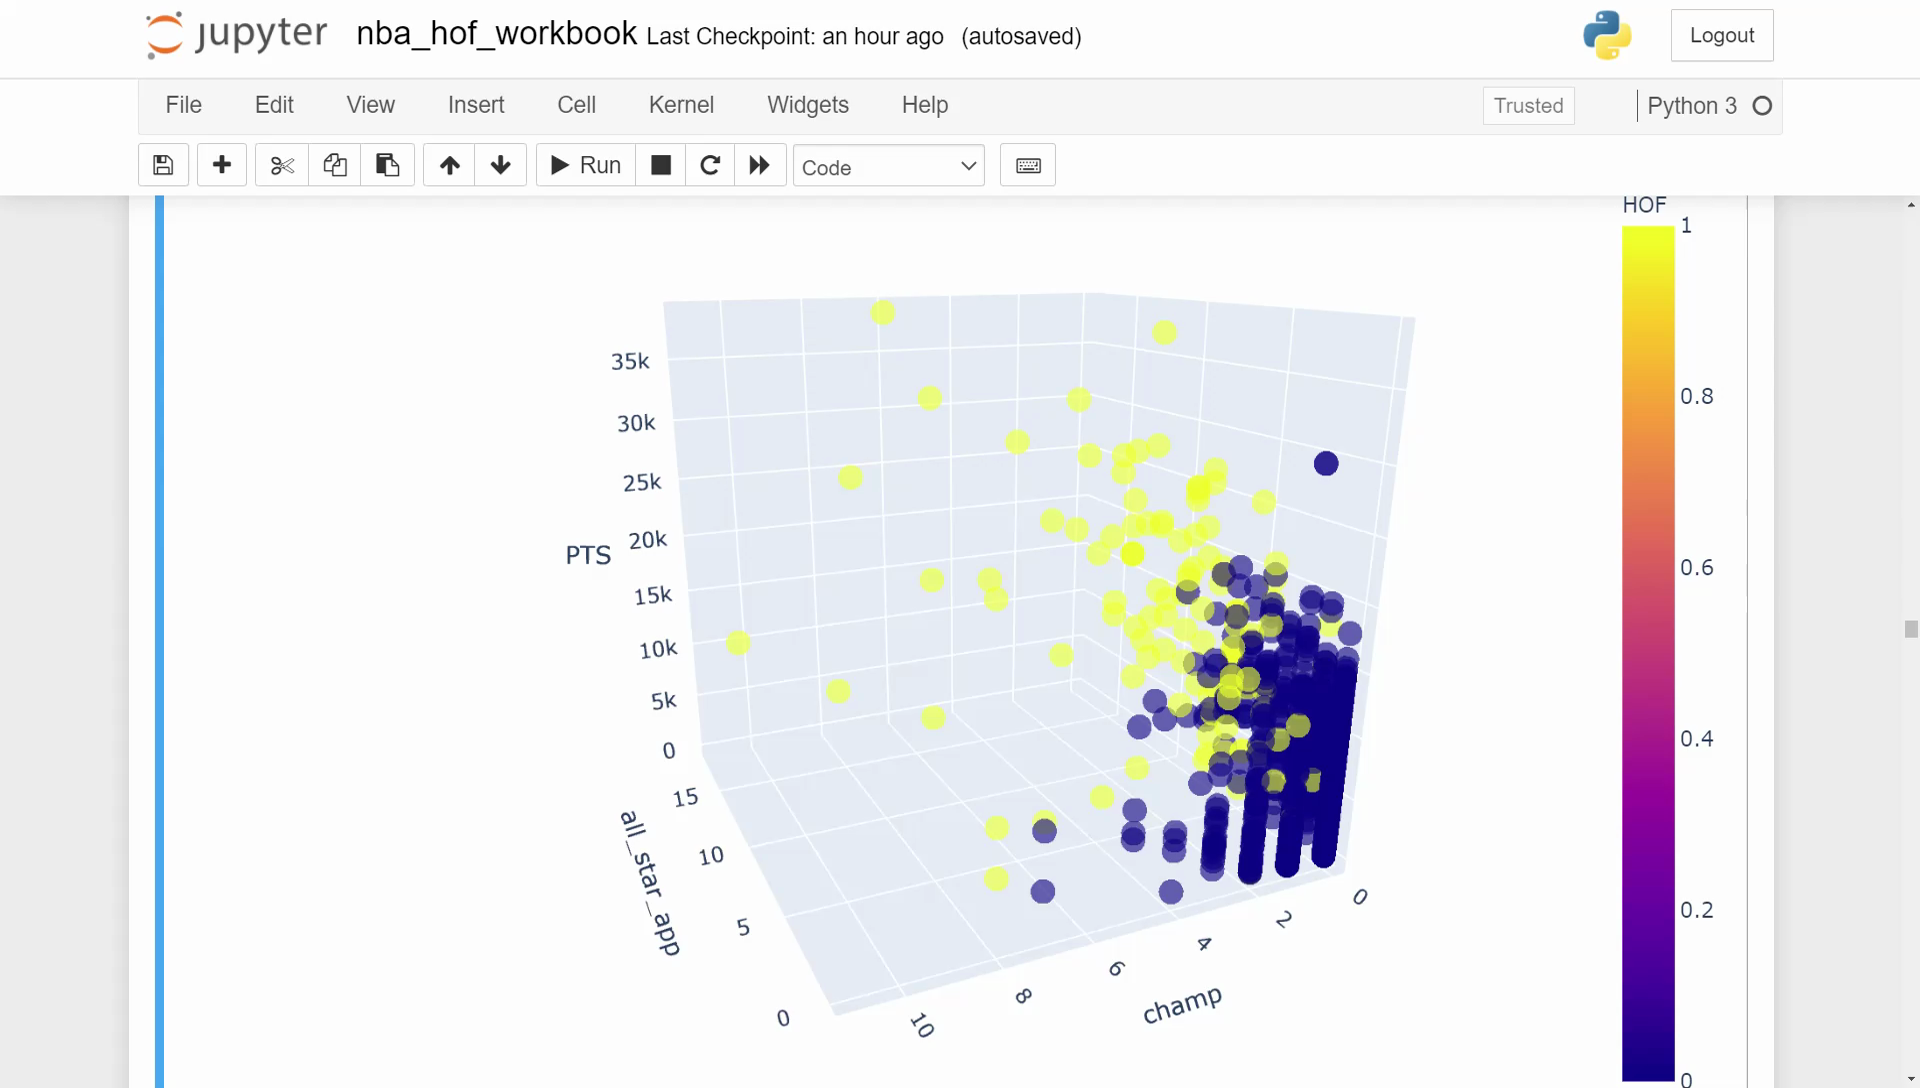 jupyter nba_hof_workbook Last Checkpoint: an hour ago (autosaved) Logout
File Edit View Insert Cell Kernel Widgets Help Trusted Python 3
Run Code
HOF
1
0.8
0.6
0.4
0.2
0
PTS
35k
30k
25k
20k
15k
10k
5k
0
all_star_app
15
10
5
0
champ
10
8
6
4
2
0